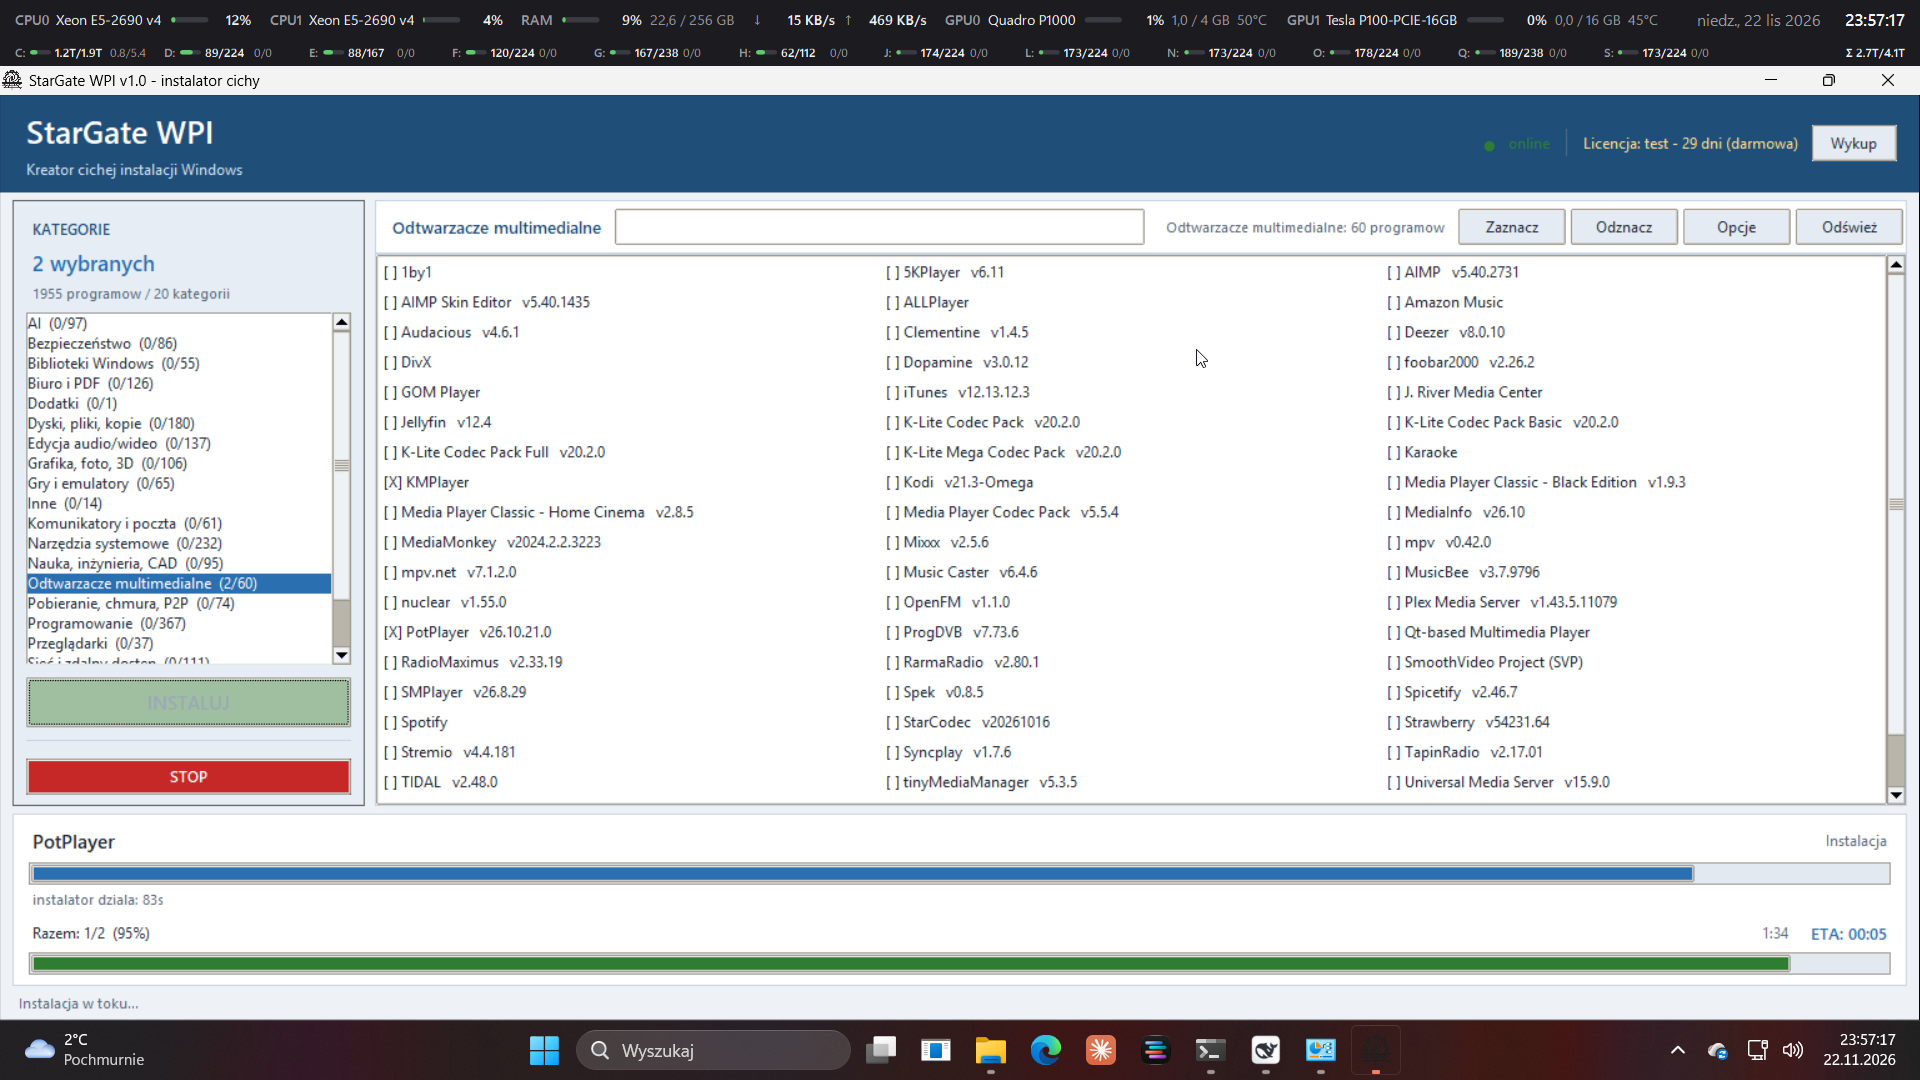 CPU0 Xeon E5-2690 v4 12% CPU1 Xeon E5-2690 v4 4% RAM 9% 22,6 / 256 GB ↓ 15 KB/s ↑ 469 KB/s GPU0 Quadro P1000 1% 1,0 / 4 GB 50°C GPU1 Tesla P100-PCIE-16GB 0% 0,0 / 16 GB 45°C niedz., 22 lis 2026 23:57:17
C: 1.2T/1.9T 0.8/5.4 D: 89/224 0/0 E: 88/167 0/0 F: 120/224 0/0 G: 167/238 0/0 H: 62/112 0/0 J: 174/224 0/0 L: 173/224 0/0 N: 173/224 0/0 O: 178/224 0/0 Q: 189/238 0/0 S: 173/224 0/0 Σ 2.7T/4.1T
StarGate WPI v1.0 - instalator cichy
StarGate WPI
Kreator cichej instalacji Windows
online
Licencja: test - 29 dni (darmowa)
Wykup
KATEGORIE
2 wybranych
1955 programow / 20 kategorii
AI (0/97)
Bezpieczeństwo (0/86)
Biblioteki Windows (0/55)
Biuro i PDF (0/126)
Dodatki (0/1)
Dyski, pliki, kopie (0/180)
Edycja audio/wideo (0/137)
Grafika, foto, 3D (0/106)
Gry i emulatory (0/65)
Inne (0/14)
Komunikatory i poczta (0/61)
Narzędzia systemowe (0/232)
Nauka, inżynieria, CAD (0/95)
Odtwarzacze multimedialne (2/60)
Pobieranie, chmura, P2P (0/74)
Programowanie (0/367)
Przeglądarki (0/37)
Sieć i zdalny dostęp (0/111)
INSTALUJ
STOP
Odtwarzacze multimedialne
Odtwarzacze multimedialne: 60 programow
Zaznacz
Odznacz
Opcje
Odśwież
[ ] 1by1 [ ] 5KPlayer v6.11 [ ] AIMP v5.40.2731
[ ] AIMP Skin Editor v5.40.1435 [ ] ALLPlayer [ ] Amazon Music
[ ] Audacious v4.6.1 [ ] Clementine v1.4.5 [ ] Deezer v8.0.10
[ ] DivX [ ] Dopamine v3.0.12 [ ] foobar2000 v2.26.2
[ ] GOM Player [ ] iTunes v12.13.12.3 [ ] J. River Media Center
[ ] Jellyfin v12.4 [ ] K-Lite Codec Pack v20.2.0 [ ] K-Lite Codec Pack Basic v20.2.0
[ ] K-Lite Codec Pack Full v20.2.0 [ ] K-Lite Mega Codec Pack v20.2.0 [ ] Karaoke
[X] KMPlayer [ ] Kodi v21.3-Omega [ ] Media Player Classic - Black Edition v1.9.3
[ ] Media Player Classic - Home Cinema v2.8.5 [ ] Media Player Codec Pack v5.5.4 [ ] MediaInfo v26.10
[ ] MediaMonkey v2024.2.2.3223 [ ] Mixxx v2.5.6 [ ] mpv v0.42.0
[ ] mpv.net v7.1.2.0 [ ] Music Caster v6.4.6 [ ] MusicBee v3.7.9796
[ ] nuclear v1.55.0 [ ] OpenFM v1.1.0 [ ] Plex Media Server v1.43.5.11079
[X] PotPlayer v26.10.21.0 [ ] ProgDVB v7.73.6 [ ] Qt-based Multimedia Player
[ ] RadioMaximus v2.33.19 [ ] RarmaRadio v2.80.1 [ ] SmoothVideo Project (SVP)
[ ] SMPlayer v26.8.29 [ ] Spek v0.8.5 [ ] Spicetify v2.46.7
[ ] Spotify [ ] StarCodec v20261016 [ ] Strawberry v54231.64
[ ] Stremio v4.4.181 [ ] Syncplay v1.7.6 [ ] TapinRadio v2.17.01
[ ] TIDAL v2.48.0 [ ] tinyMediaManager v5.3.5 [ ] Universal Media Server v15.9.0
PotPlayer
Instalacja
instalator dziala: 83s
Razem: 1/2 (95%)
1:34 ETA: 00:05
Instalacja w toku...
2°C
Pochmurnie
Wyszukaj
23:57:17
22.11.2026